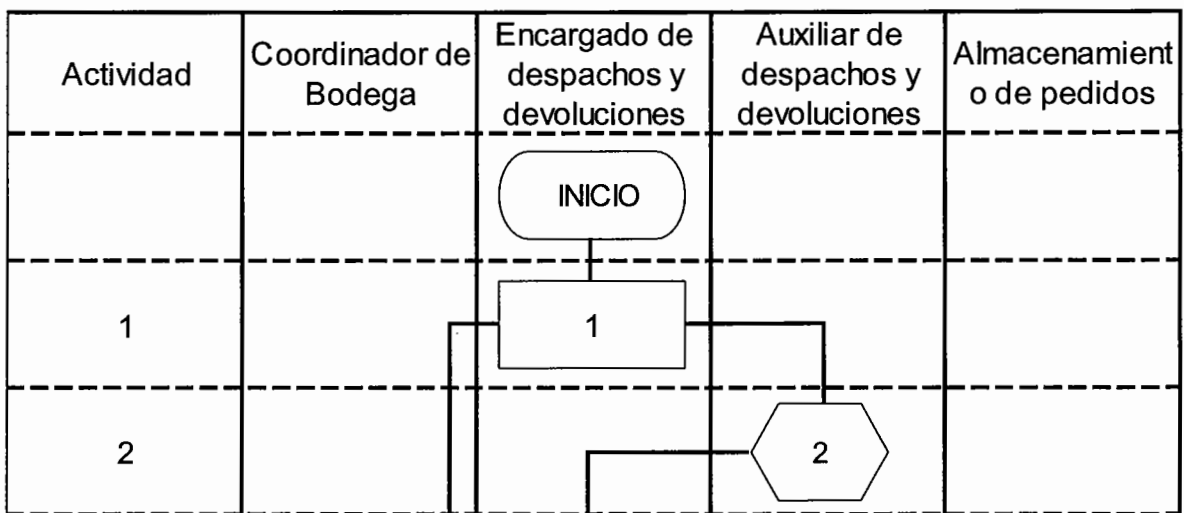 Actividad
Coordinador de
Bodega
Encargado de
despachos y
devoluciones
Auxiliar de
despachos y
devoluciones
Almacenamient
o de pedidos
INICIO
1
1
2
2